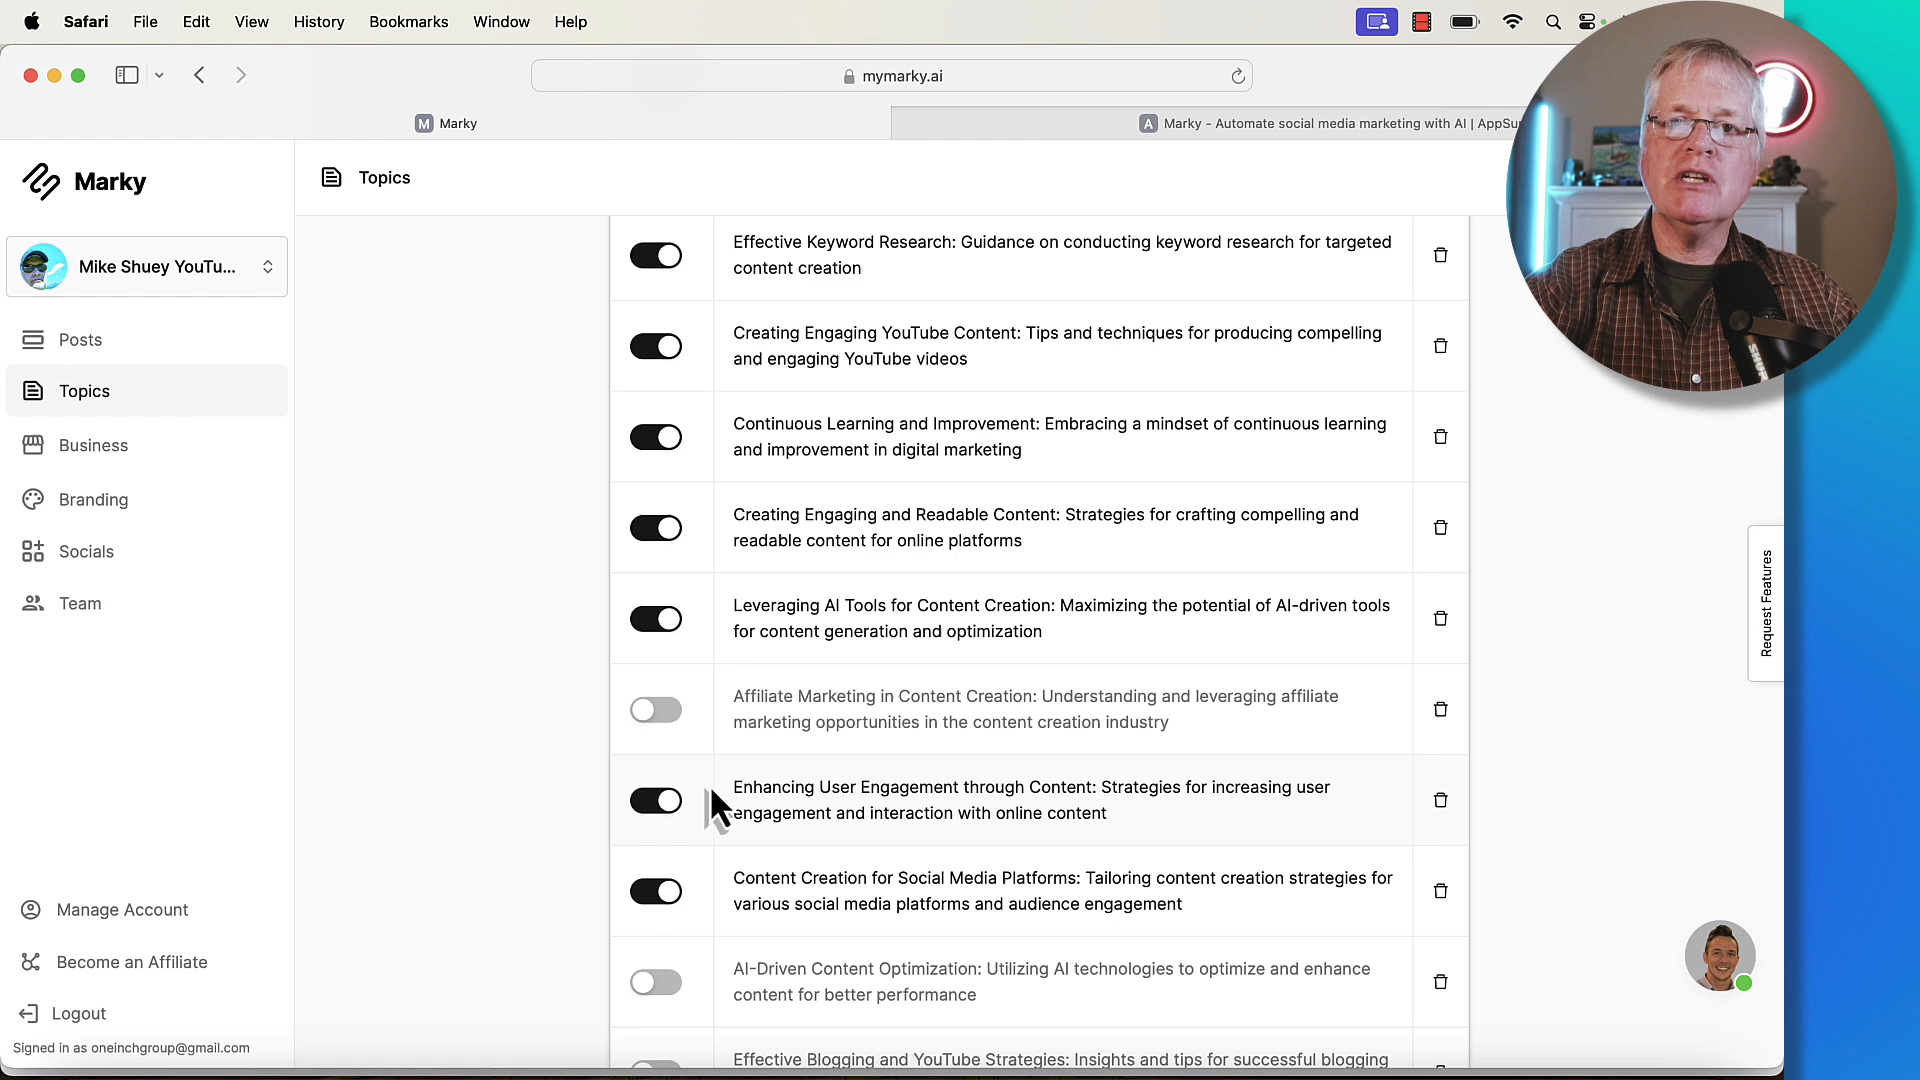 Safari File Edit View History Bookmarks Window Help
mymarky.ai
M Marky
A Marky - Automate social media marketing with AI | AppSu
Marky
Topics
Mike Shuey YouTu...
Posts
Topics
Business
Branding
Socials
Team
Manage Account
Become an Affiliate
Logout
Signed in as oneinchgroup@gmail.com
Effective Keyword Research: Guidance on conducting keyword research for targeted
content creation
Creating Engaging YouTube Content: Tips and techniques for producing compelling
and engaging YouTube videos
Continuous Learning and Improvement: Embracing a mindset of continuous learning
and improvement in digital marketing
Creating Engaging and Readable Content: Strategies for crafting compelling and
readable content for online platforms
Leveraging AI Tools for Content Creation: Maximizing the potential of AI-driven tools
for content generation and optimization
Affiliate Marketing in Content Creation: Understanding and leveraging affiliate
marketing opportunities in the content creation industry
Enhancing User Engagement through Content: Strategies for increasing user
engagement and interaction with online content
Content Creation for Social Media Platforms: Tailoring content creation strategies for
various social media platforms and audience engagement
AI-Driven Content Optimization: Utilizing AI technologies to optimize and enhance
content for better performance
Effective Blogging and YouTube Strategies: Insights and tips for successful blogging
Request Features
SHURE